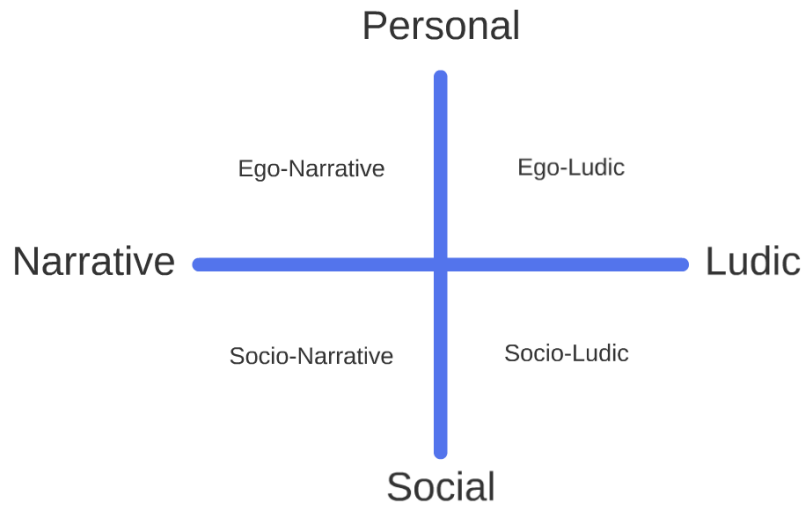 Personal
Ego-Narrative
Ego-Ludic
Narrative
Ludic
Socio-Narrative
Socio-Ludic
Social